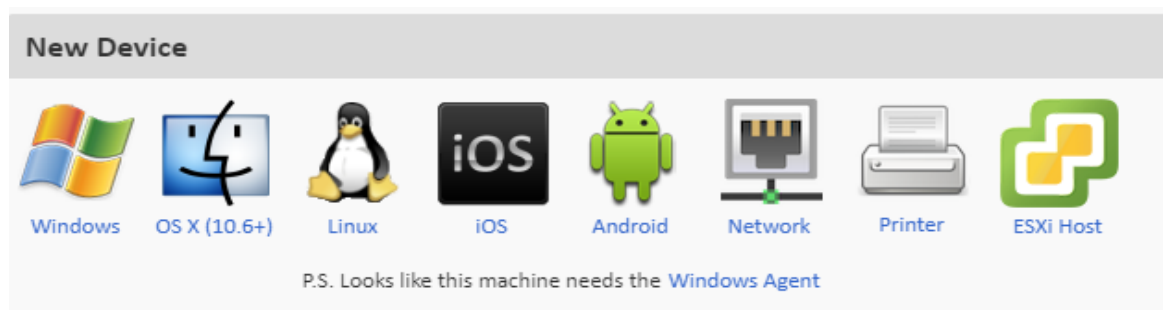 New Device
iOS
Windows OS X (10.6+) Linux iOS Android Network Printer ESXi Host
P.S. Looks like this machine needs the Windows Agent